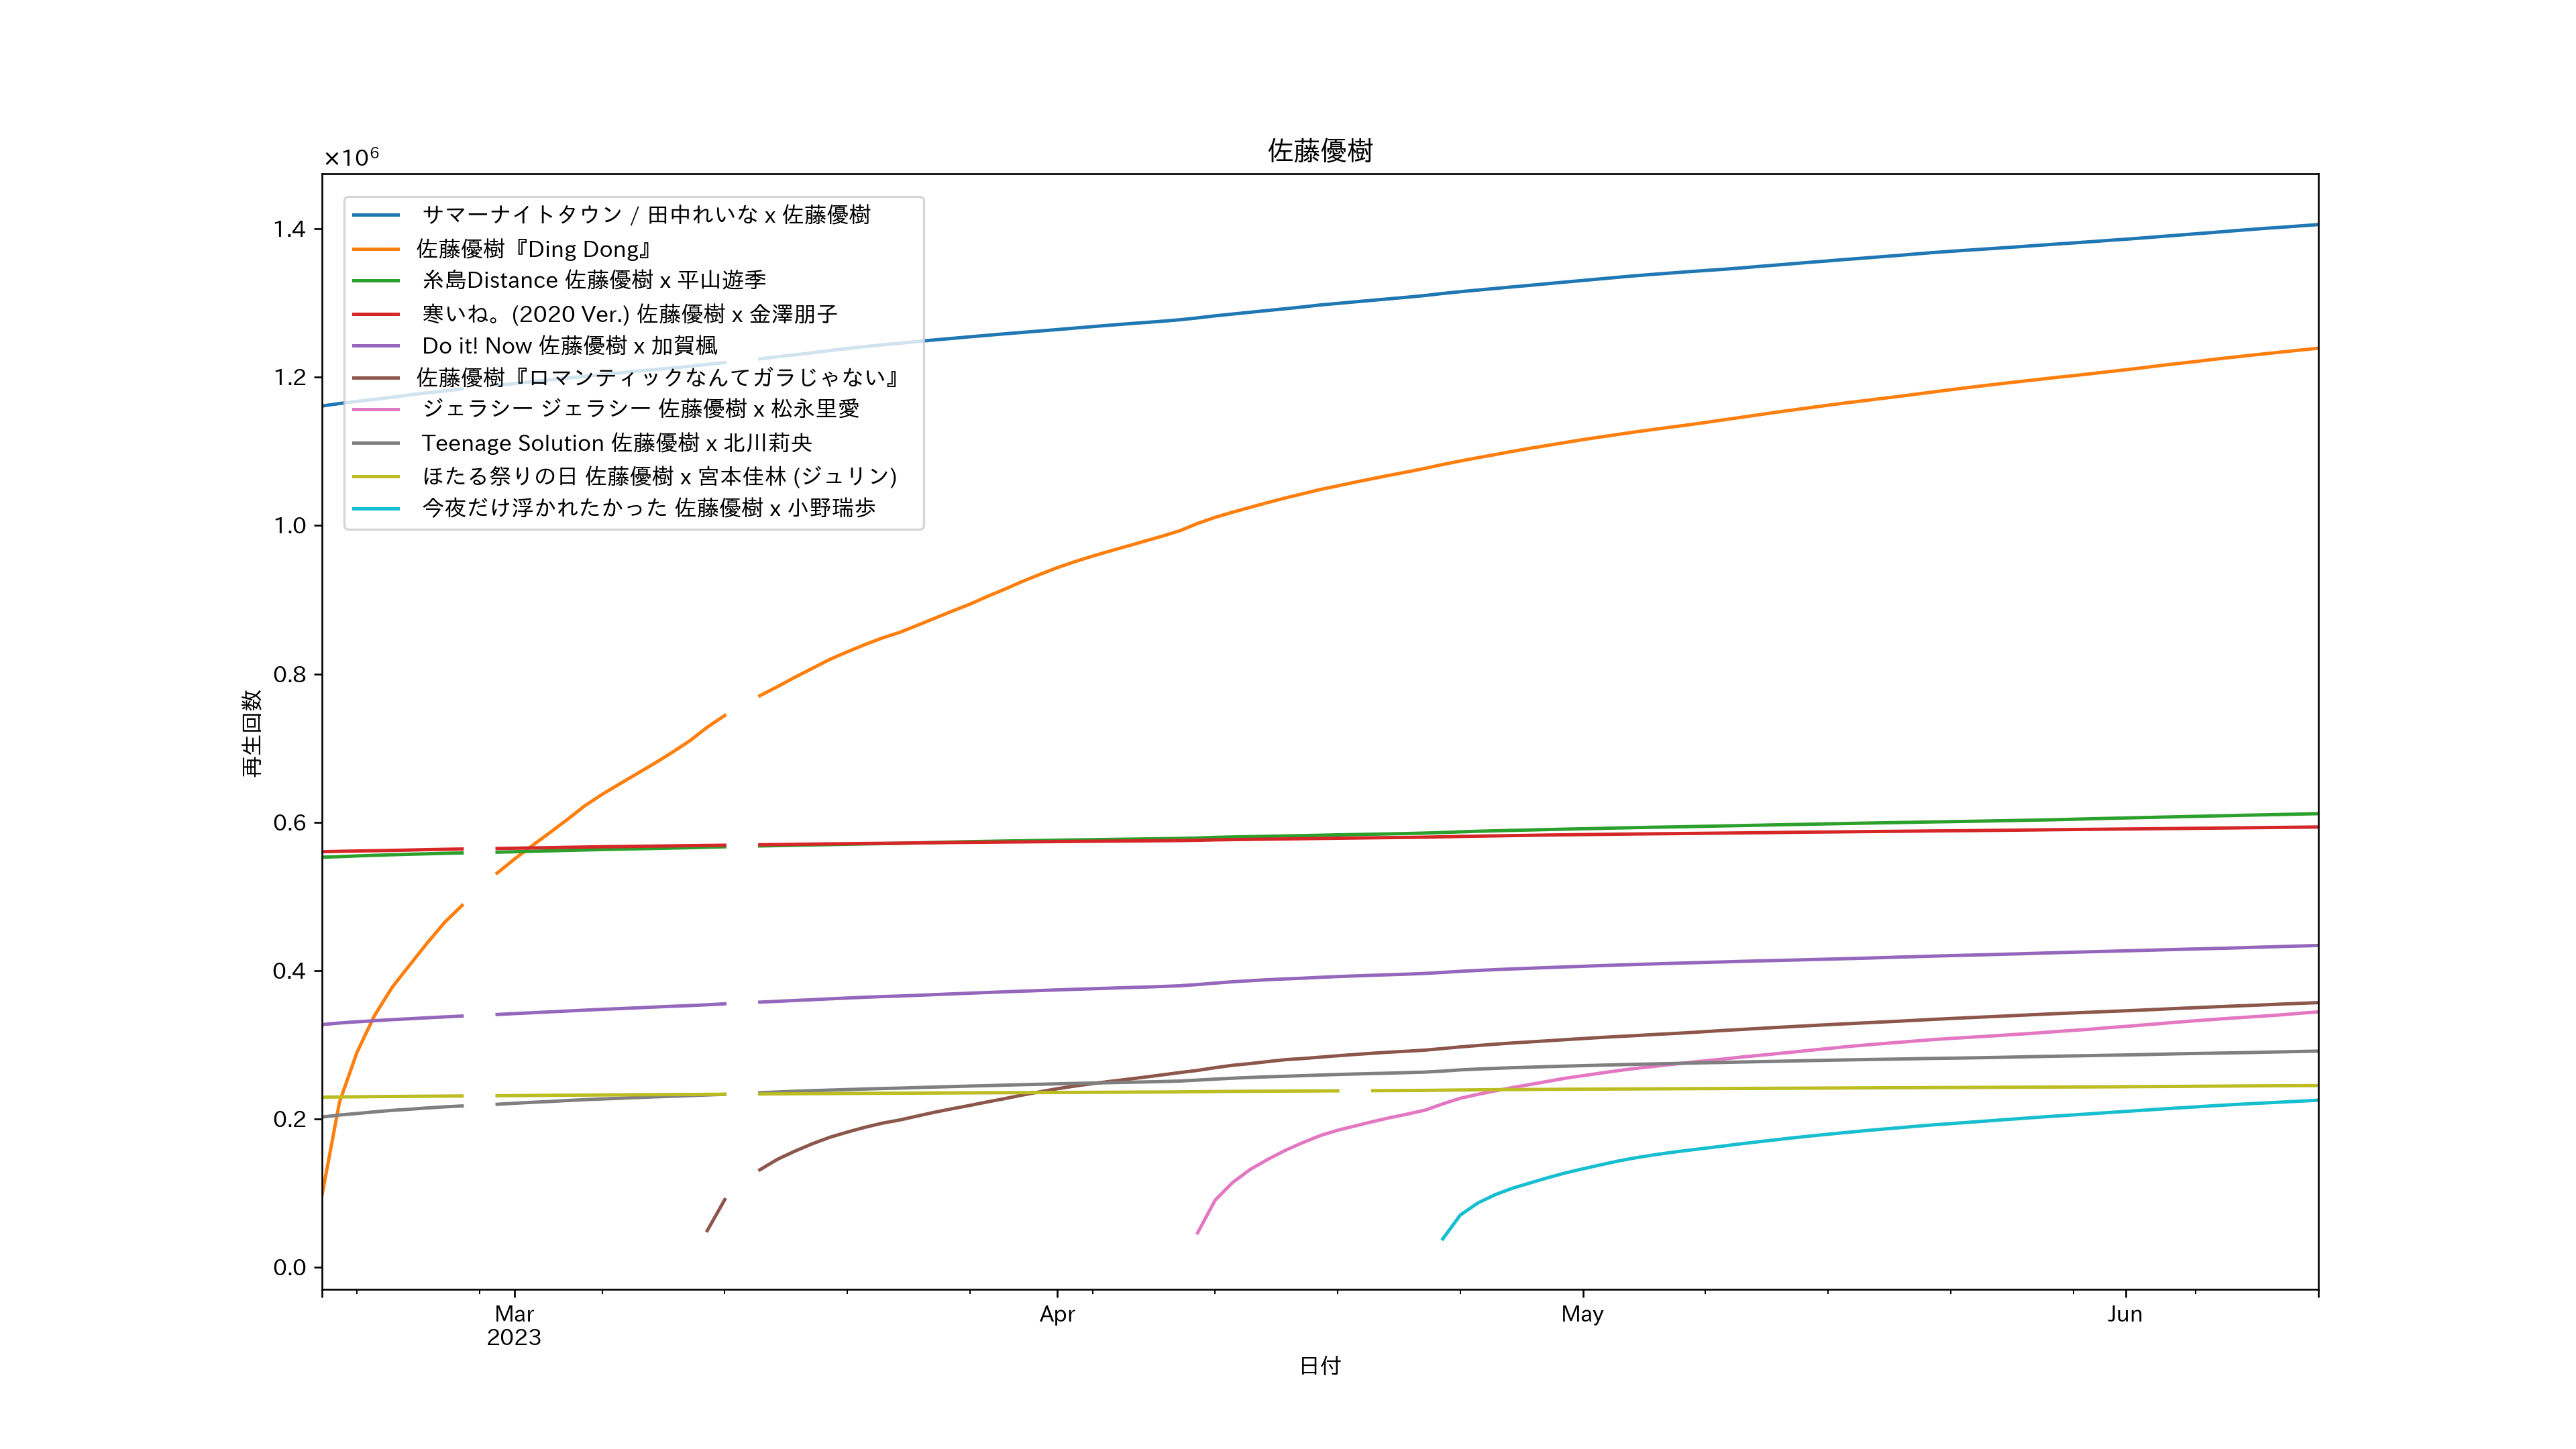 佐藤優樹
×10⁶
1.4
1.2
1.0
0.8
0.6
0.4
0.2
0.0
再生回数
サマーナイトタウン / 田中れいな x 佐藤優樹
佐藤優樹『Ding Dong』
糸島Distance 佐藤優樹 x 平山遊季
寒いね。(2020 Ver.) 佐藤優樹 x 金澤朋子
Do it! Now 佐藤優樹 x 加賀楓
佐藤優樹『ロマンティックなんてガラじゃない』
ジェラシー ジェラシー 佐藤優樹 x 松永里愛
Teenage Solution 佐藤優樹 x 北川莉央
ほたる祭りの日 佐藤優樹 x 宮本佳林 (ジュリン)
今夜だけ浮かれたかった 佐藤優樹 x 小野瑞歩
Mar Apr May Jun
2023
日付